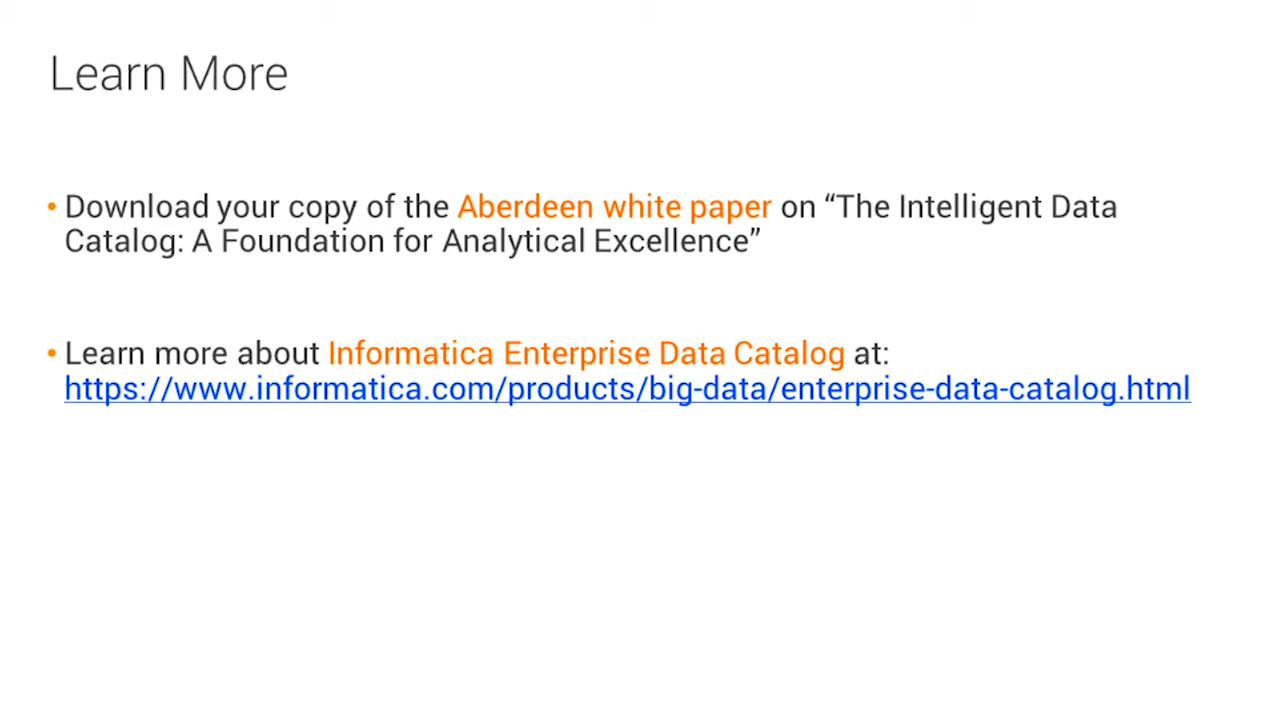 Learn More
• Download your copy of the Aberdeen white paper on “The Intelligent Data
Catalog: A Foundation for Analytical Excellence”
• Learn more about Informatica Enterprise Data Catalog at:
https://www.informatica.com/products/big-data/enterprise-data-catalog.html